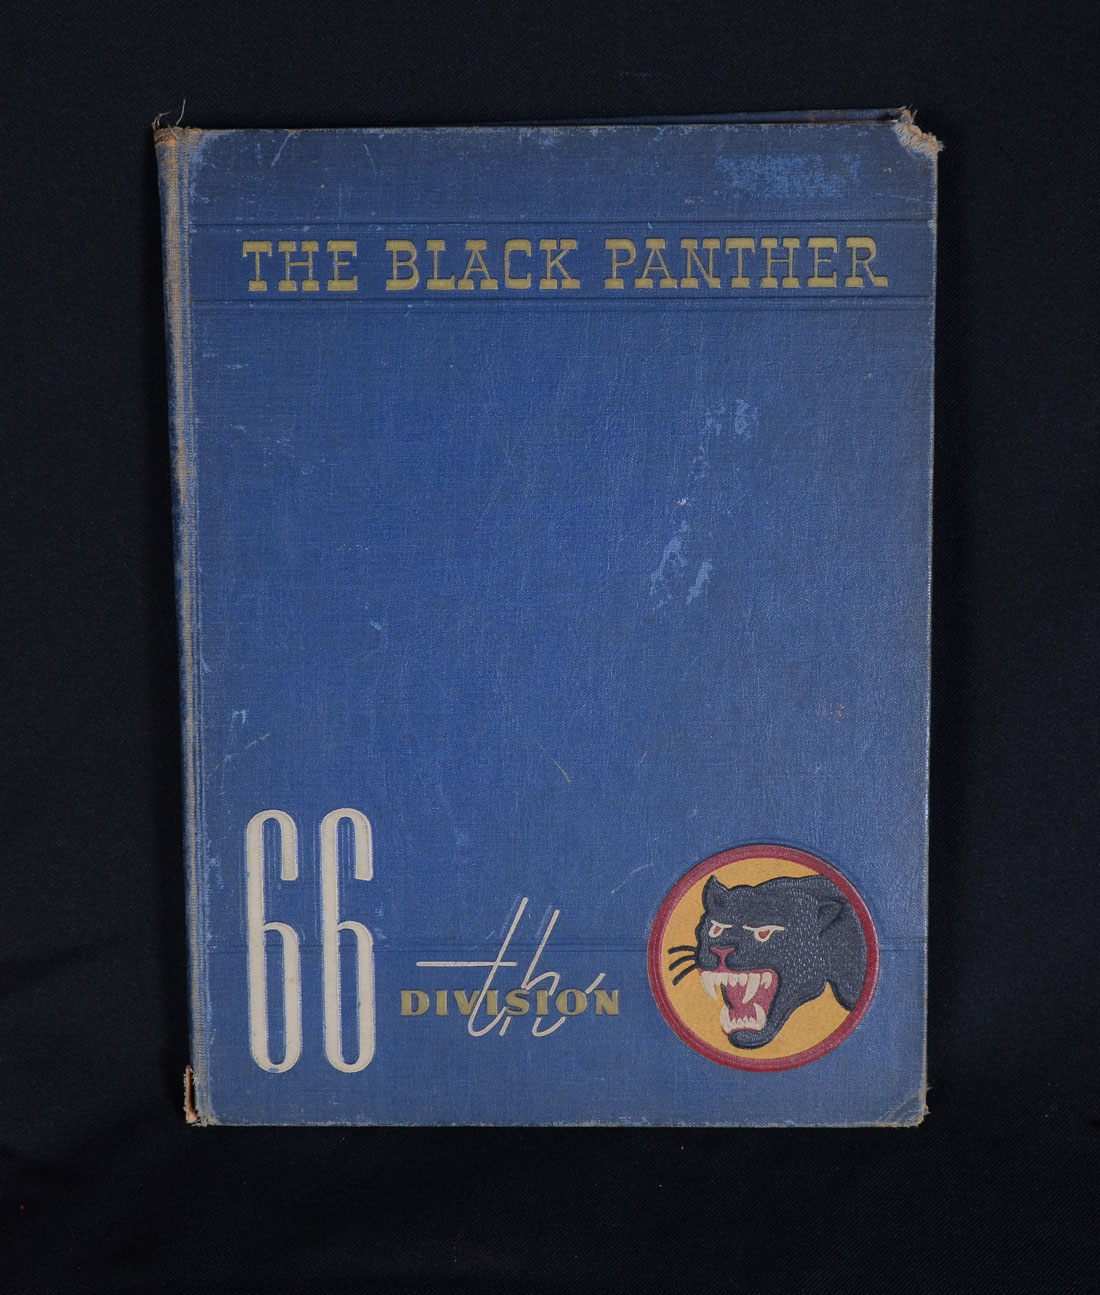 THE BLACK PANTHER
66 th
DIVISION